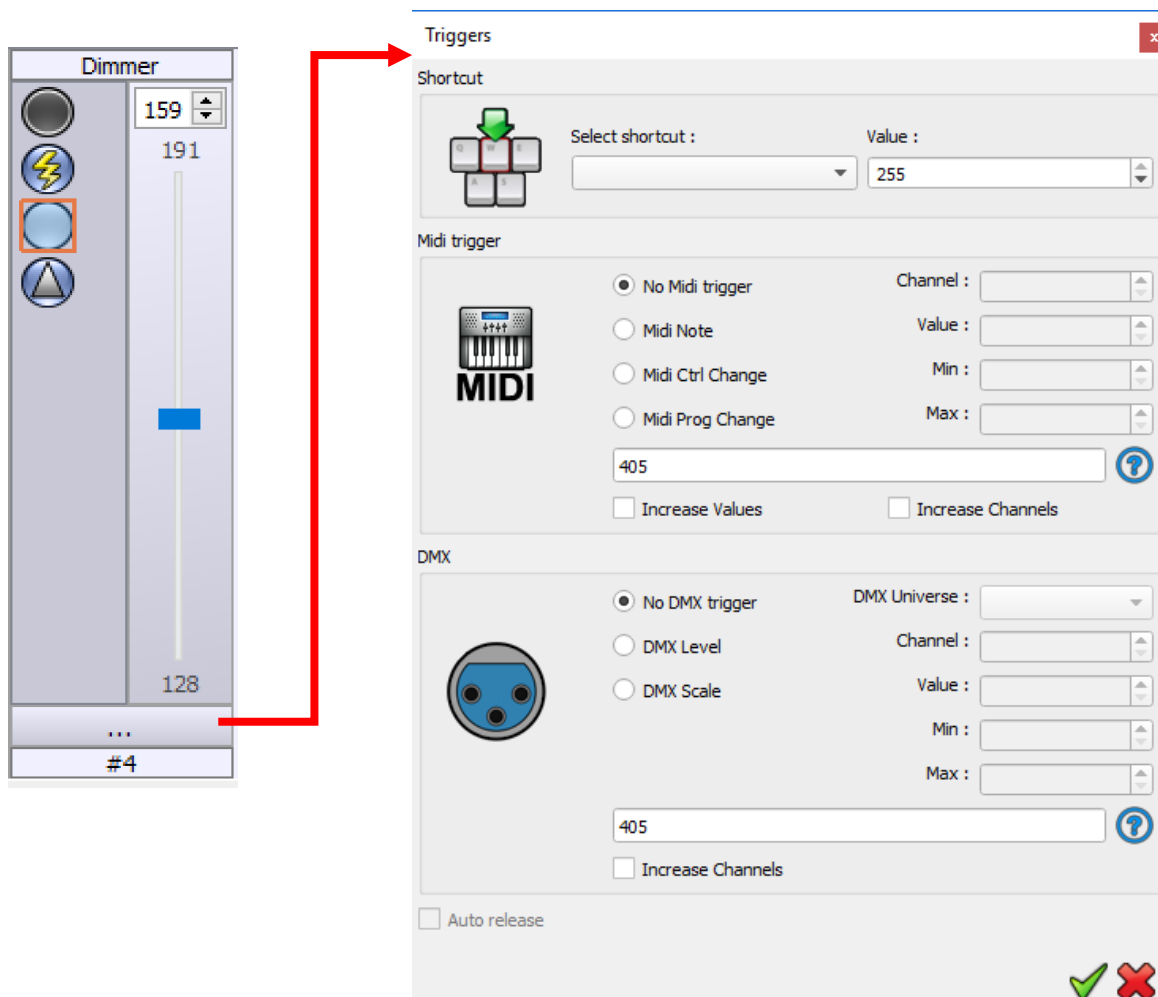 Dimmer
159
191
128
...
#4
Triggers
x
Shortcut
Q W E
A S
Select shortcut :
Value :
255
Midi trigger
MIDI
No Midi trigger
Channel :
Midi Note
Value :
Midi Ctrl Change
Min :
Midi Prog Change
Max :
405
?
Increase Values
Increase Channels
DMX
No DMX trigger
DMX Universe :
DMX Level
Channel :
DMX Scale
Value :
Min :
Max :
405
?
Increase Channels
Auto release